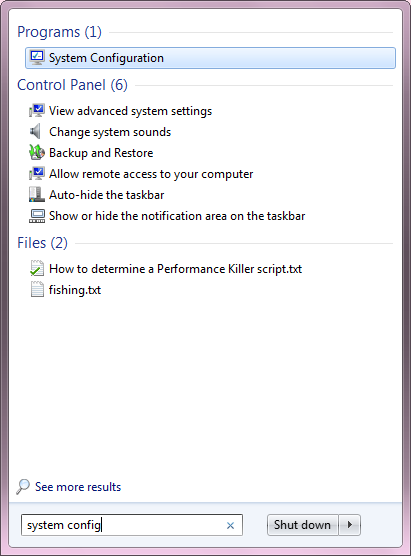 Programs (1)
System Configuration
Control Panel (6)
View advanced system settings
Change system sounds
Backup and Restore
Allow remote access to your computer
Auto-hide the taskbar
Show or hide the notification area on the taskbar
Files (2)
How to determine a Performance Killer script.txt
fishing.txt
See more results
system config
Shut down